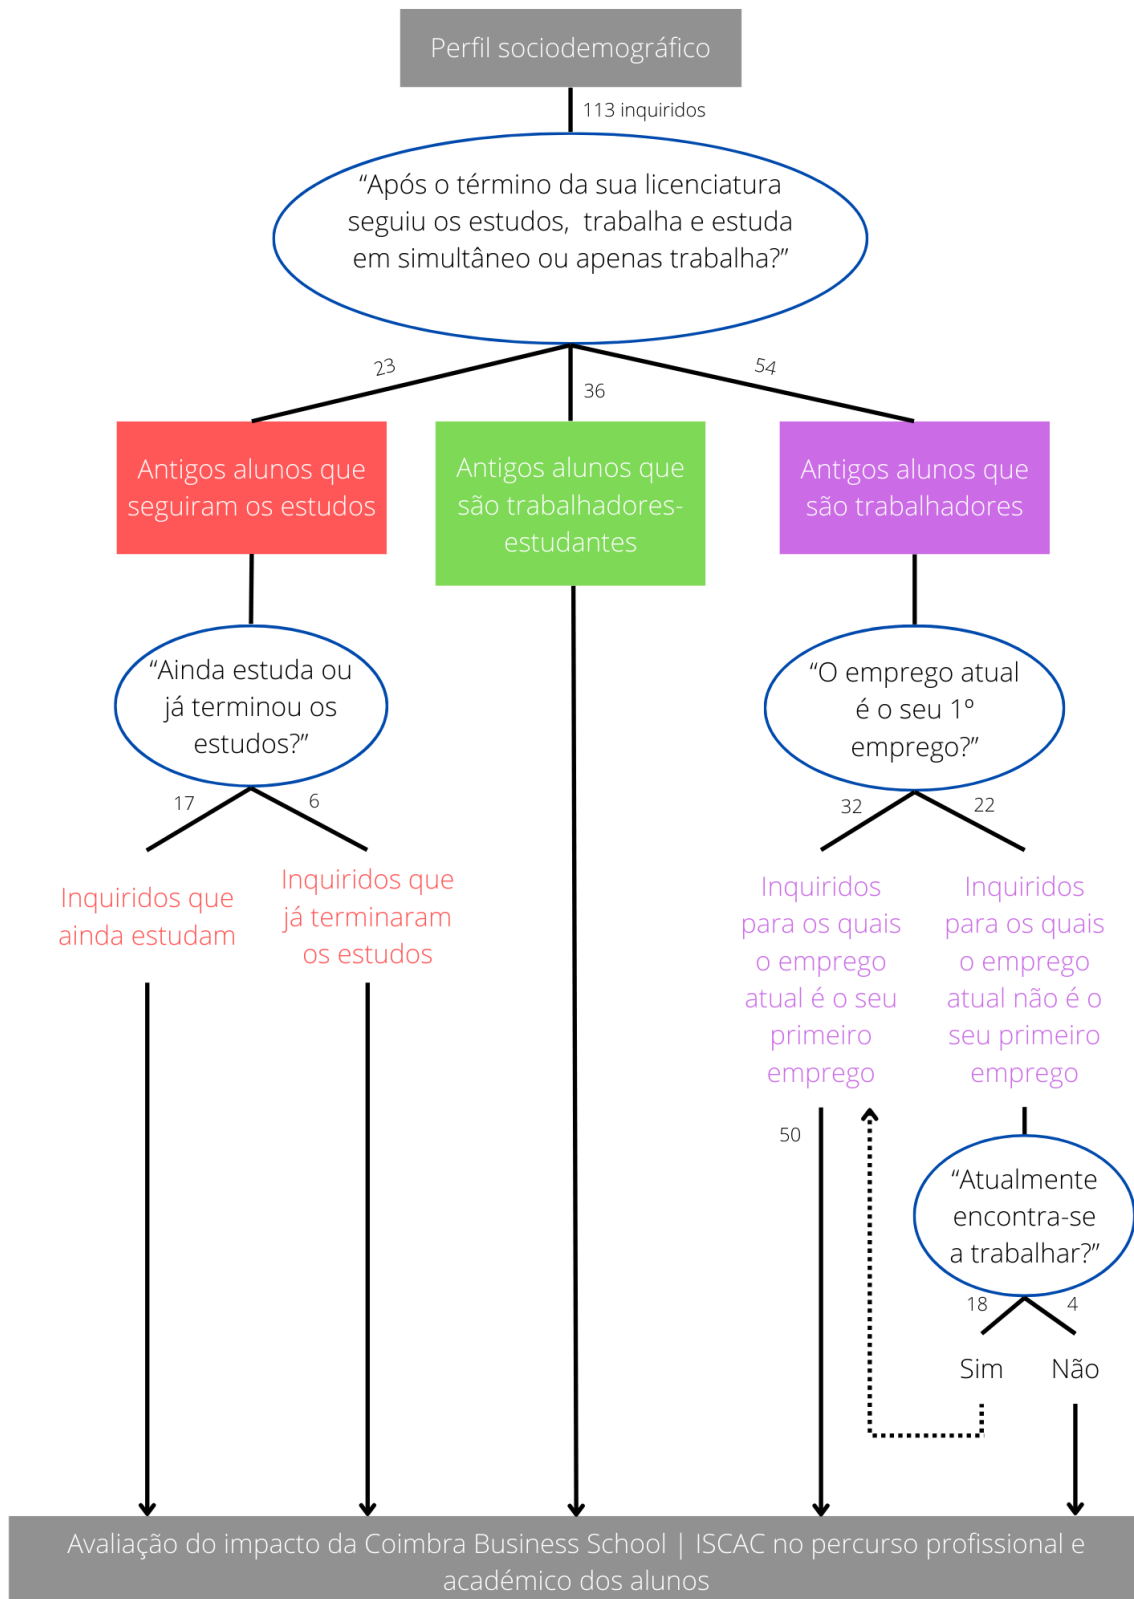 Perfil sociodemográfico
113 inquiridos
“Após o término da sua licenciatura
seguiu os estudos, trabalha e estuda
em simultâneo ou apenas trabalha?”
23
36
54
Antigos alunos que
seguiram os estudos
Antigos alunos que
são trabalhadores-
estudantes
Antigos alunos que
são trabalhadores
“Ainda estuda ou
já terminou os
estudos?”
“O emprego atual
é o seu 1º
emprego?”
17
6
32
22
Inquiridos que
ainda estudam
Inquiridos que
já terminaram
os estudos
Inquiridos
para os quais
o emprego
atual é o seu
primeiro
emprego
Inquiridos
para os quais
o emprego
atual não é o
seu primeiro
emprego
50
“Atualmente
encontra-se
a trabalhar?”
18
4
Sim
Não
Avaliação do impacto da Coimbra Business School | ISCAC no percurso profissional e
académico dos alunos